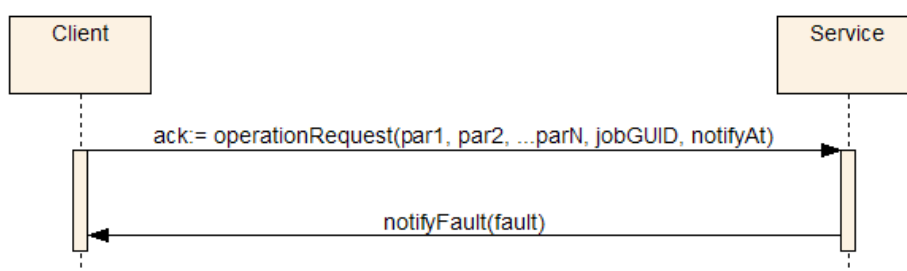 Client
Service
ack:= operationRequest(par1, par2, ...parN, jobGUID, notifyAt)
notifyFault(fault)